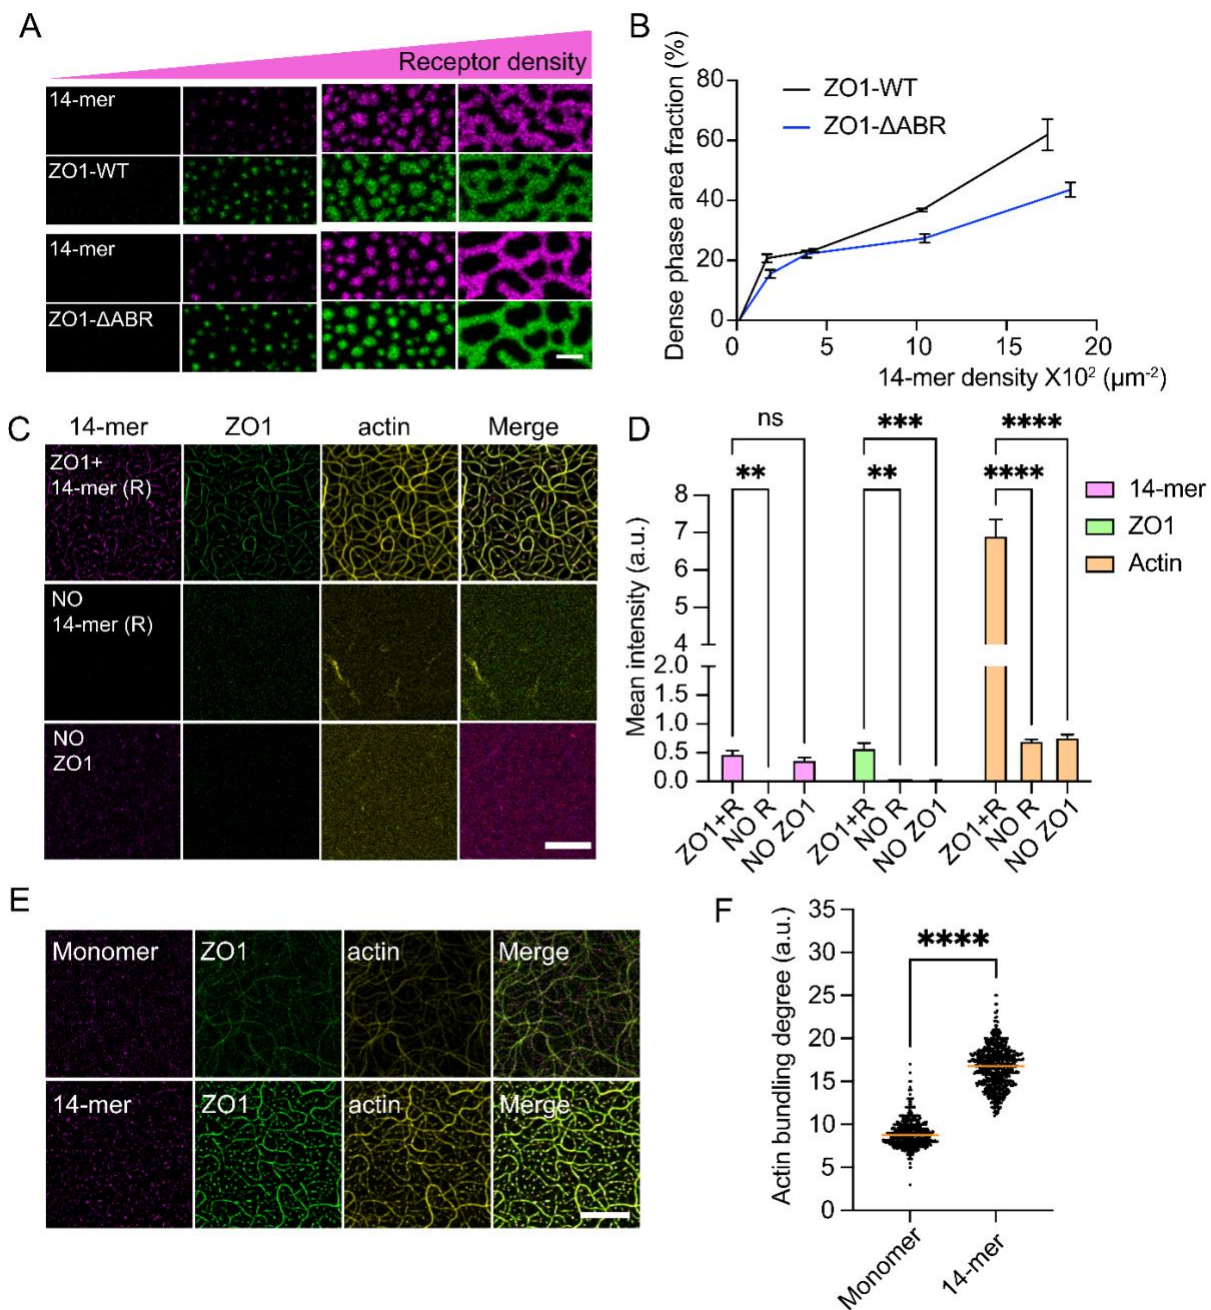 A
Receptor density
14-mer
ZO1-WT
14-mer
ZO1-ΔABR
B
Dense phase area fraction (%)
80
60
40
20
0
ZO1-WT
ZO1-ΔABR
0
5
10
15
20
14-mer density X10² (µm⁻²)
C
14-mer
ZO1
actin
Merge
ZO1+
14-mer (R)
NO
14-mer (R)
NO
ZO1
D
ns
***
****
**
**
****
Mean intensity (a.u.)
8
7
6
5
4
2.0
1.5
1.0
0.5
0.0
14-mer
ZO1
Actin
ZO1+R
NO R
NO ZO1
ZO1+R
NO R
NO ZO1
ZO1+R
NO R
NO ZO1
E
Monomer
ZO1
actin
Merge
14-mer
ZO1
actin
Merge
F
Actin bundling degree (a.u.)
35
30
25
20
15
10
5
0
****
Monomer
14-mer